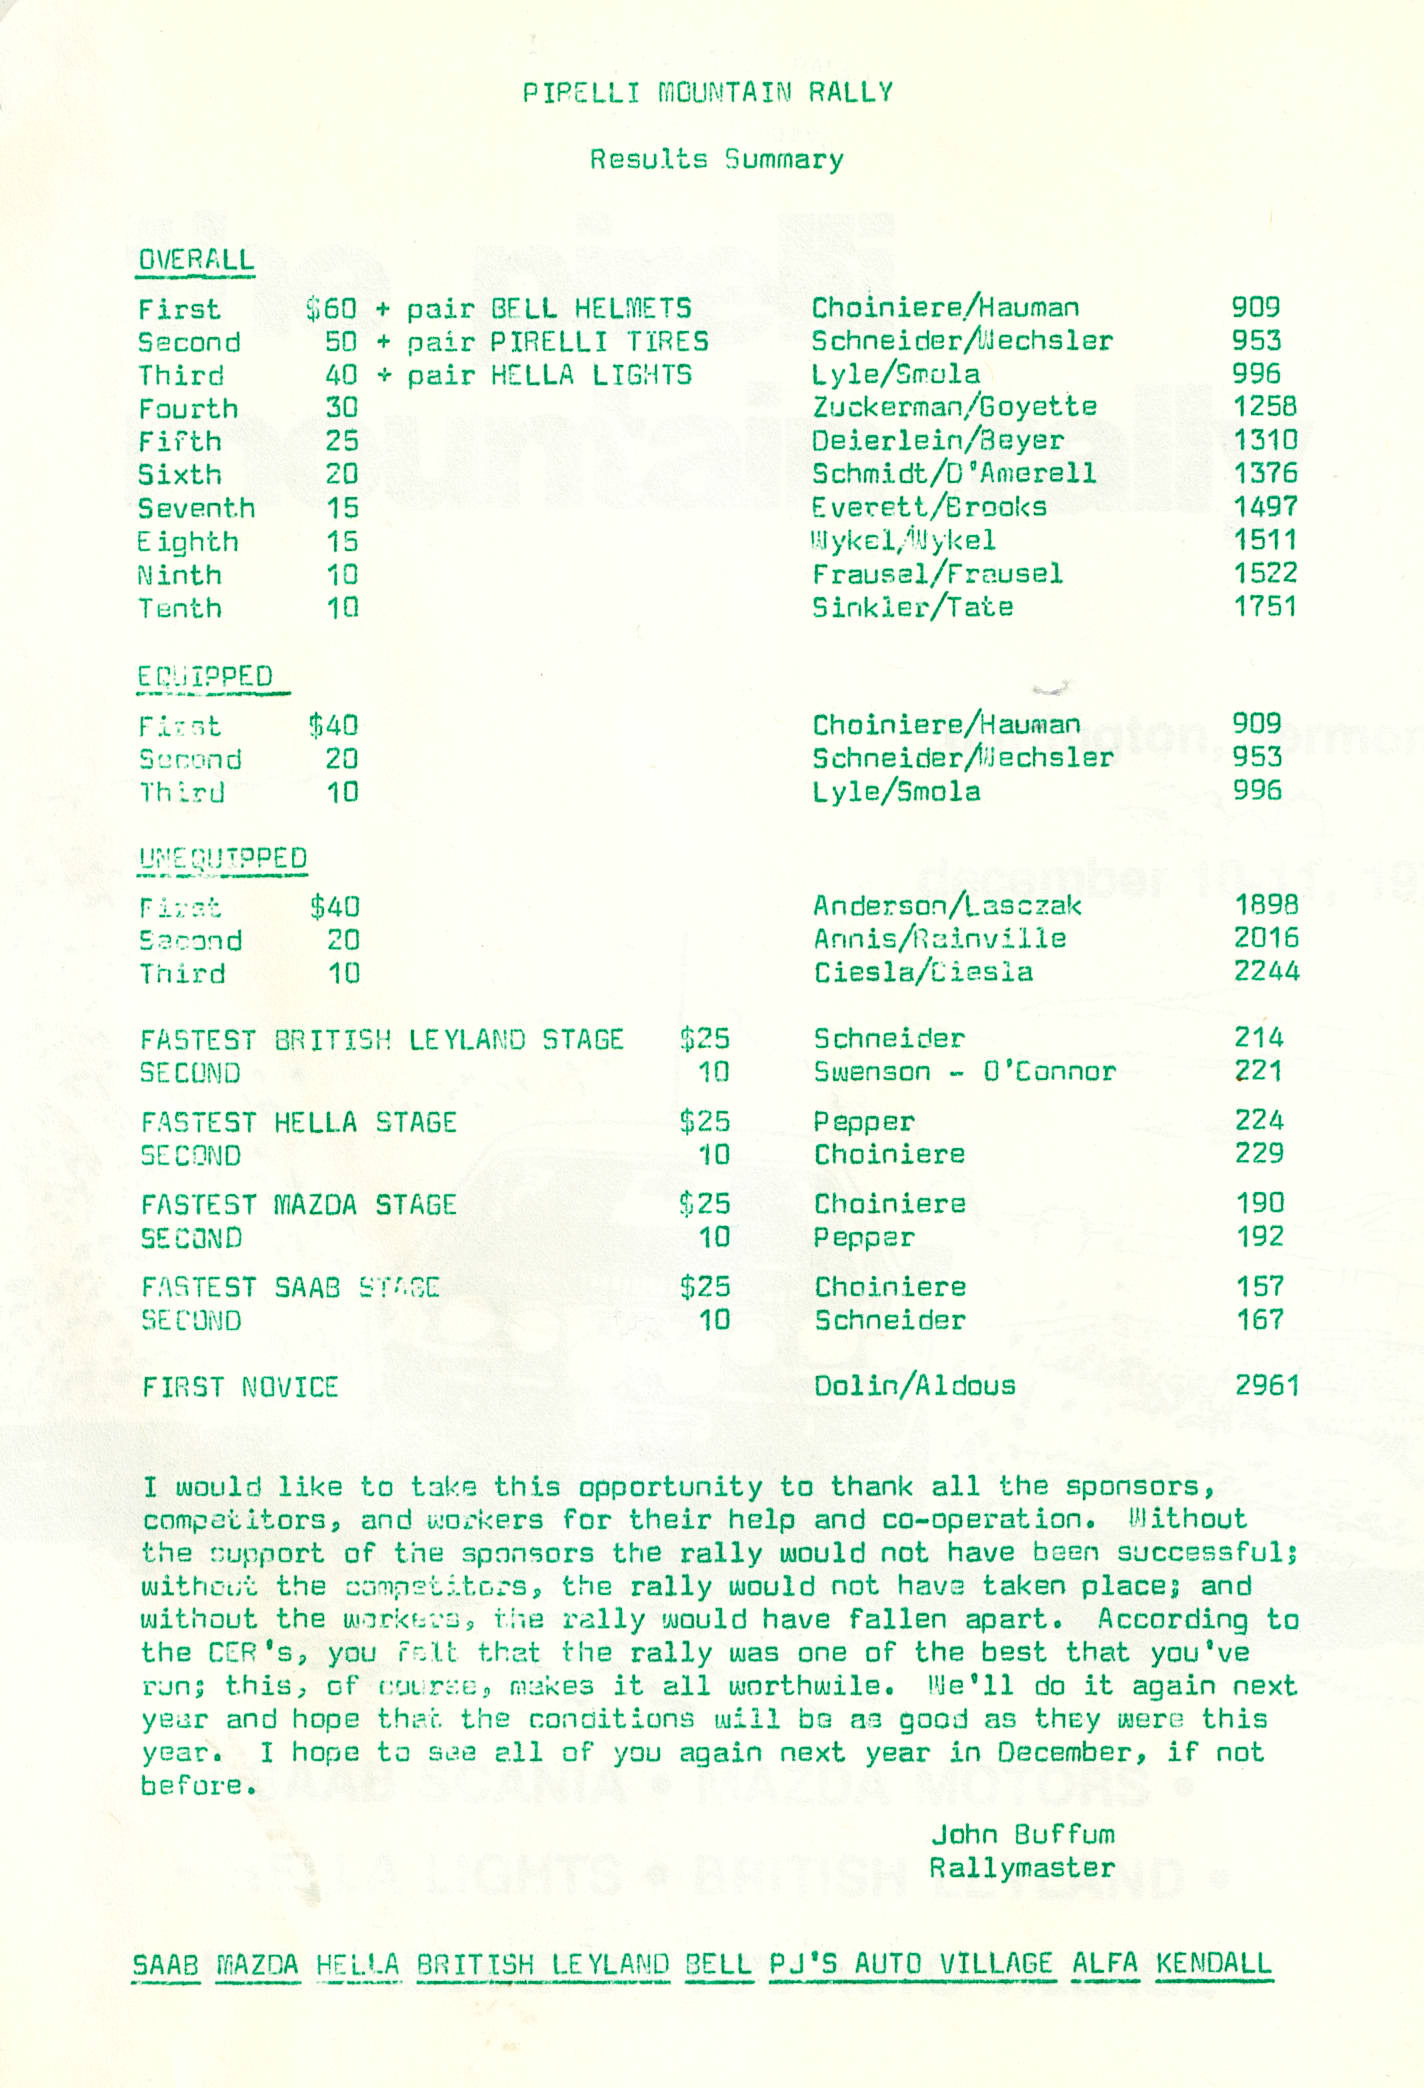 PIRELLI MOUNTAIN RALLY
Results Summary
OVERALL
First $60 + pair BELL HELMETS Choiniere/Hauman 909
Second 50 + pair PIRELLI TIRES Schneider/Wechsler 953
Third 40 + pair HELLA LIGHTS Lyle/Smola 996
Fourth 30 Zuckerman/Goyette 1258
Fifth 25 Deierlein/Beyer 1310
Sixth 20 Schmidt/D'Amerell 1376
Seventh 15 Everett/Brooks 1497
Eighth 15 Wykel/Wykel 1511
Ninth 10 Frausel/Frausel 1522
Tenth 10 Sinkler/Tate 1751
EQUIPPED
First $40 Choiniere/Hauman 909
Second 20 Schneider/Wechsler 953
Third 10 Lyle/Smola 996
UNEQUIPPED
First $40 Anderson/Lasczak 1898
Second 20 Annis/Rainville 2016
Third 10 Ciesla/Ciesla 2244
FASTEST BRITISH LEYLAND STAGE $25 Schneider 214
SECOND 10 Swenson - O'Connor 221
FASTEST HELLA STAGE $25 Pepper 224
SECOND 10 Choiniere 229
FASTEST MAZDA STAGE $25 Choiniere 190
SECOND 10 Pepper 192
FASTEST SAAB STAGE $25 Choiniere 157
SECOND 10 Schneider 167
FIRST NOVICE Dolin/Aldous 2961
I would like to take this opportunity to thank all the sponsors,
competitors, and workers for their help and co-operation. Without
the support of the sponsors the rally would not have been successful;
without the competitors, the rally would not have taken place; and
without the workers, the rally would have fallen apart. According to
the CER's, you felt that the rally was one of the best that you've
run; this, of course, makes it all worthwile. We'll do it again next
year and hope that the conditions will be as good as they were this
year. I hope to see all of you again next year in December, if not
before.
John Buffum
Rallymaster
SAAB MAZDA HELLA BRITISH LEYLAND BELL PJ'S AUTO VILLAGE ALFA KENDALL